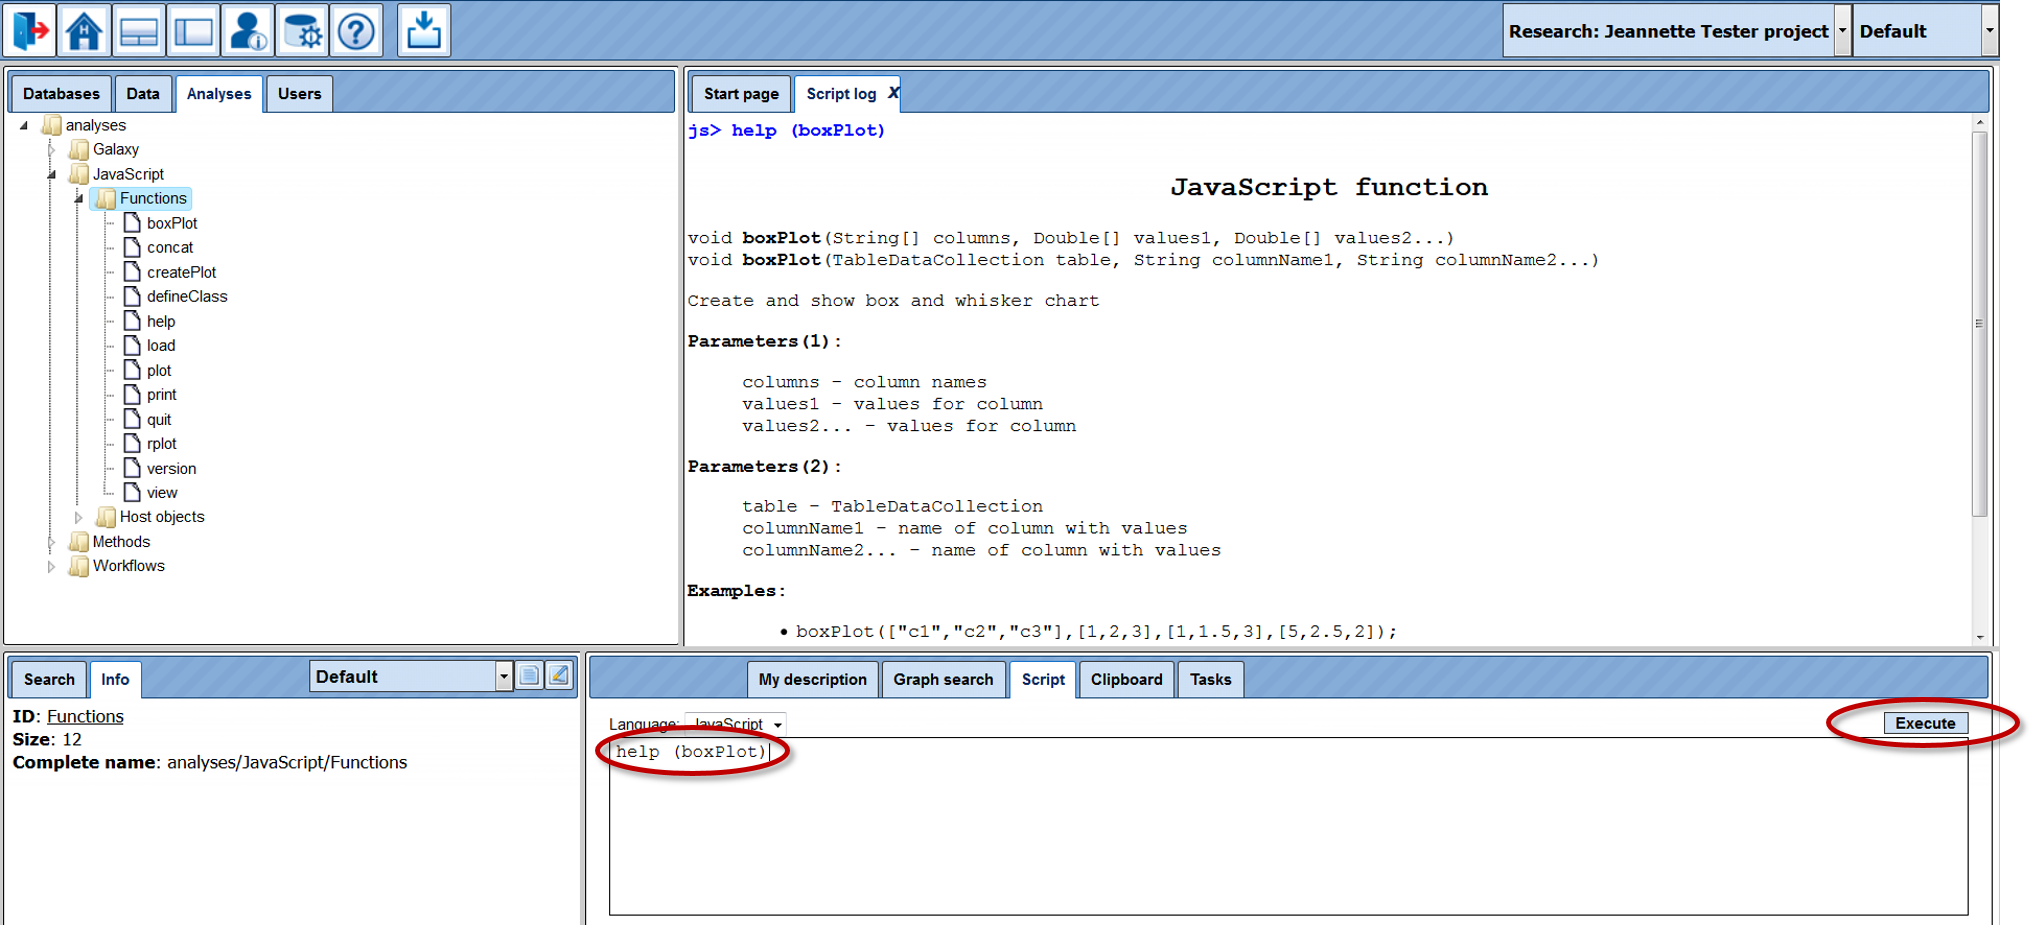 Research: Jeannette Tester project
Default
Databases
Data
Analyses
Users
analyses
Galaxy
JavaScript
Functions
boxPlot
concat
createPlot
defineClass
help
load
plot
print
quit
rplot
version
view
Host objects
Methods
Workflows
Start page
Script log X
js> help (boxPlot)
JavaScript function
void boxPlot(String[] columns, Double[] values1, Double[] values2...)
void boxPlot(TableDataCollection table, String columnName1, String columnName2...)
Create and show box and whisker chart
Parameters(1):
columns - column names
values1 - values for column
values2... - values for column
Parameters(2):
table - TableDataCollection
columnName1 - name of column with values
columnName2... - name of column with values
Examples:
• boxPlot(["c1","c2","c3"],[1,2,3],[1,1.5,3],[5,2.5,2]);
Search
Info
Default
ID: Functions
Size: 12
Complete name: analyses/JavaScript/Functions
My description
Graph search
Script
Clipboard
Tasks
Language: JavaScript
Execute
help (boxPlot)